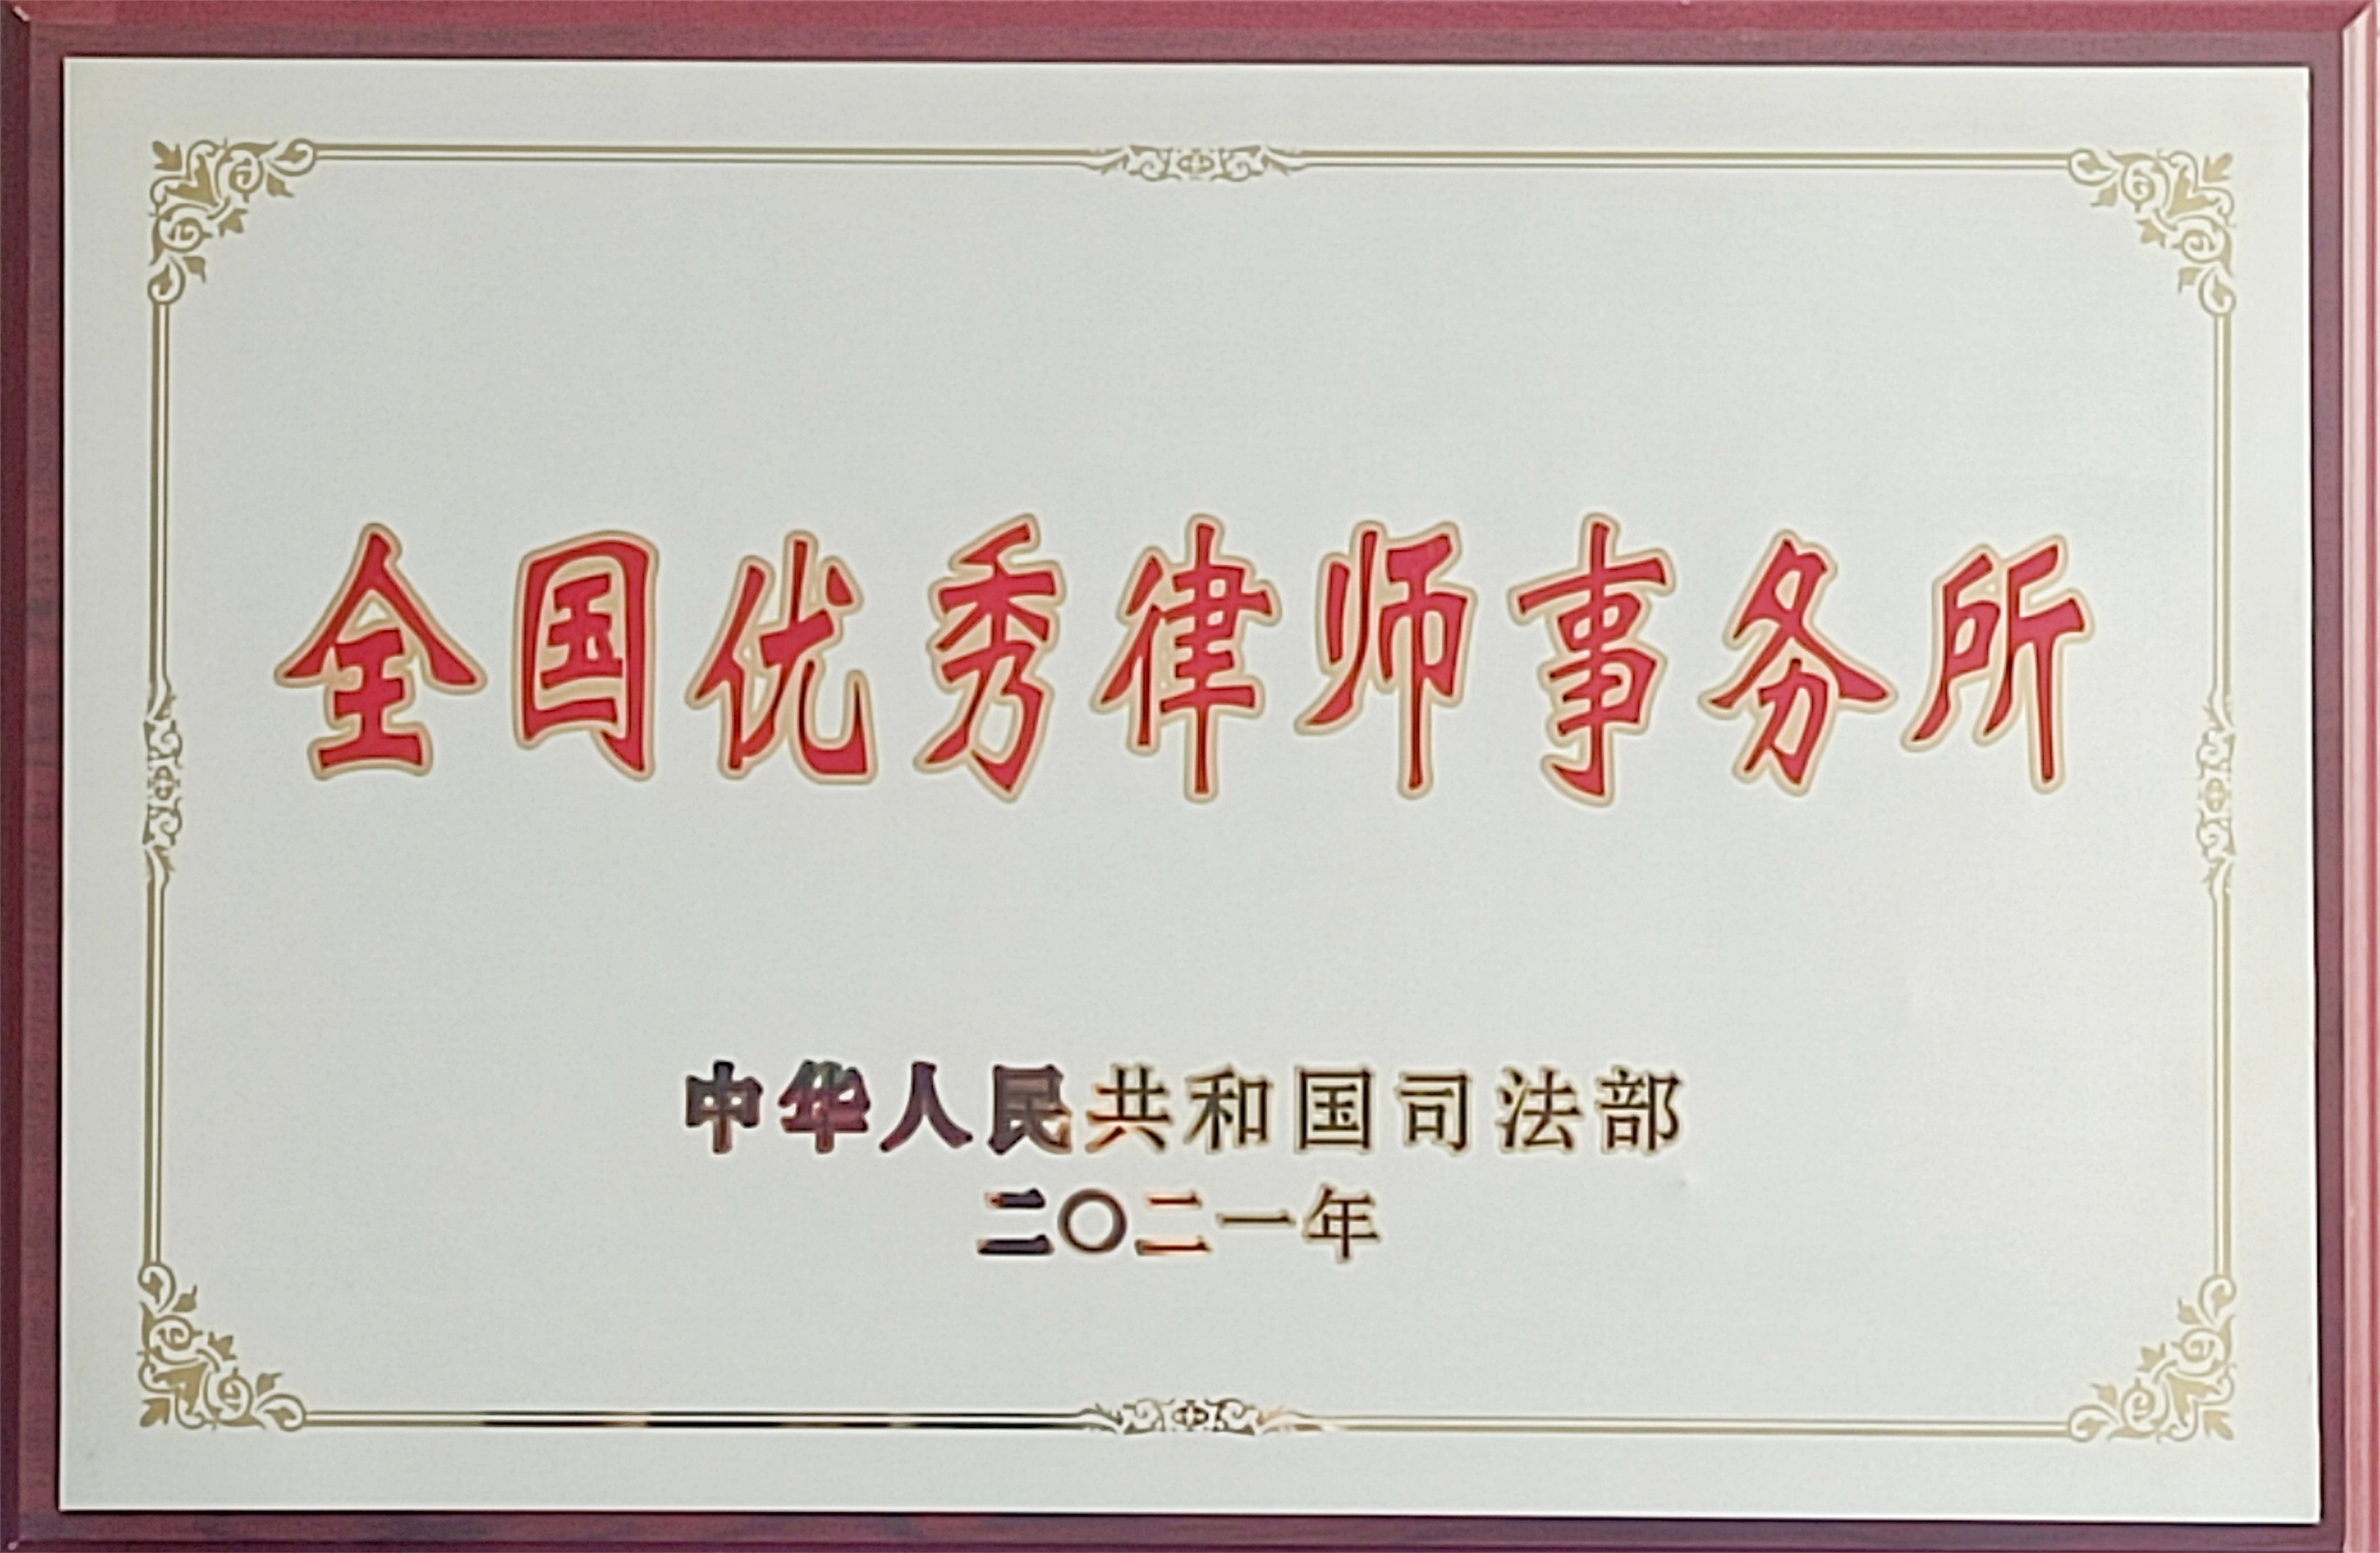 全国优秀律师事务所
中华人民共和国司法部
二〇二一年